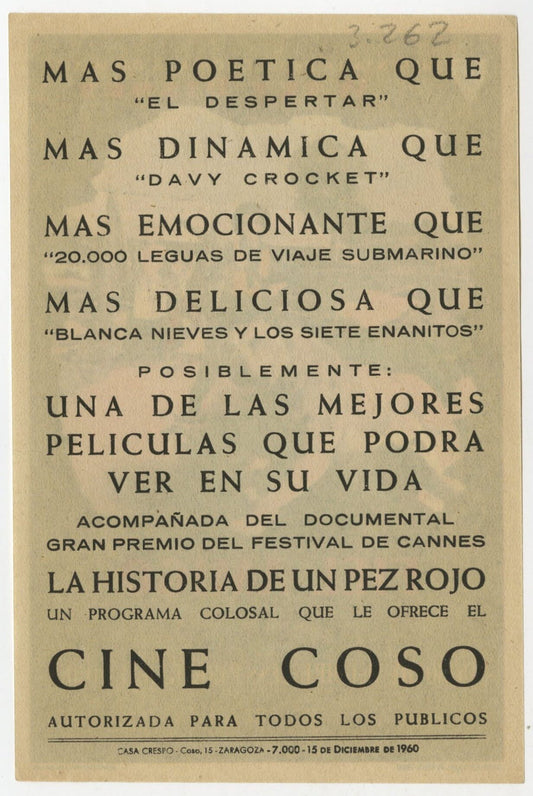 3.262
MAS POETICA QUE
"EL DESPERTAR"
MAS DINAMICA QUE
"DAVY CROCKET"
MAS EMOCIONANTE QUE
"20.000 LEGUAS DE VIAJE SUBMARINO"
MAS DELICIOSA QUE
"BLANCA NIEVES Y LOS SIETE ENANITOS"
POSIBLEMENTE:
UNA DE LAS MEJORES
PELICULAS QUE PODRA
VER EN SU VIDA
ACOMPAÑADA DEL DOCUMENTAL
GRAN PREMIO DEL FESTIVAL DE CANNES
LA HISTORIA DE UN PEZ ROJO
UN PROGRAMA COLOSAL QUE LE OFRECE EL
CINE COSO
AUTORIZADA PARA TODOS LOS PUBLICOS
CASA CRESPO - Coso, 15 - ZARAGOZA - 7.000 - 15 DE DICIEMBRE DE 1960